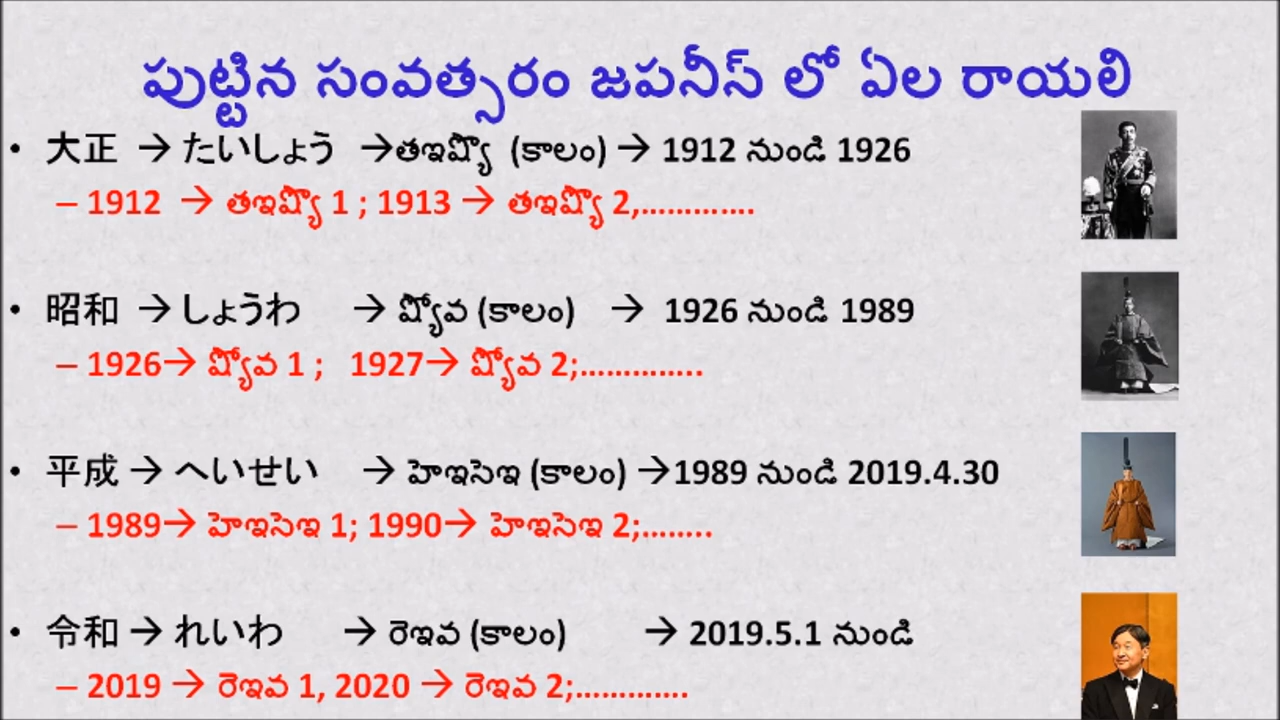 పుట్టిన సంవత్సరం జపనీస్ లో ఏల రాయలి
• 大正 → たいしょう →తఇష్యొ (కాలం) → 1912 నుండి 1926
– 1912 → తఇష్యొ 1 ; 1913 → తఇష్యొ 2,.............
• 昭和 → しょうわ → ష్యోవ (కాలం) → 1926 నుండి 1989
– 1926→ ష్యోవ 1 ; 1927→ ష్యోవ 2;..............
• 平成 → へいせい → హెఇసెఇ (కాలం) →1989 నుండి 2019.4.30
– 1989→ హెఇసెఇ 1; 1990→ హెఇసెఇ 2;........
• 令和 → れいわ → రెఇవ (కాలం) → 2019.5.1 నుండి
– 2019 → రెఇవ 1, 2020 → రెఇవ 2;.............